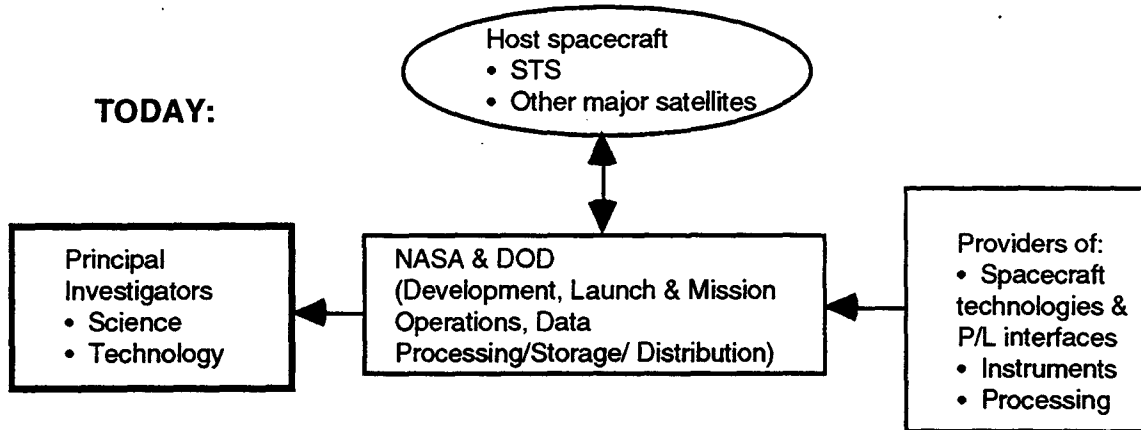 TODAY:
Host spacecraft
• STS
• Other major satellites
Principal
Investigators
• Science
• Technology
NASA & DOD
(Development, Launch & Mission
Operations, Data
Processing/Storage/ Distribution)
Providers of:
• Spacecraft
technologies &
P/L interfaces
• Instruments
• Processing